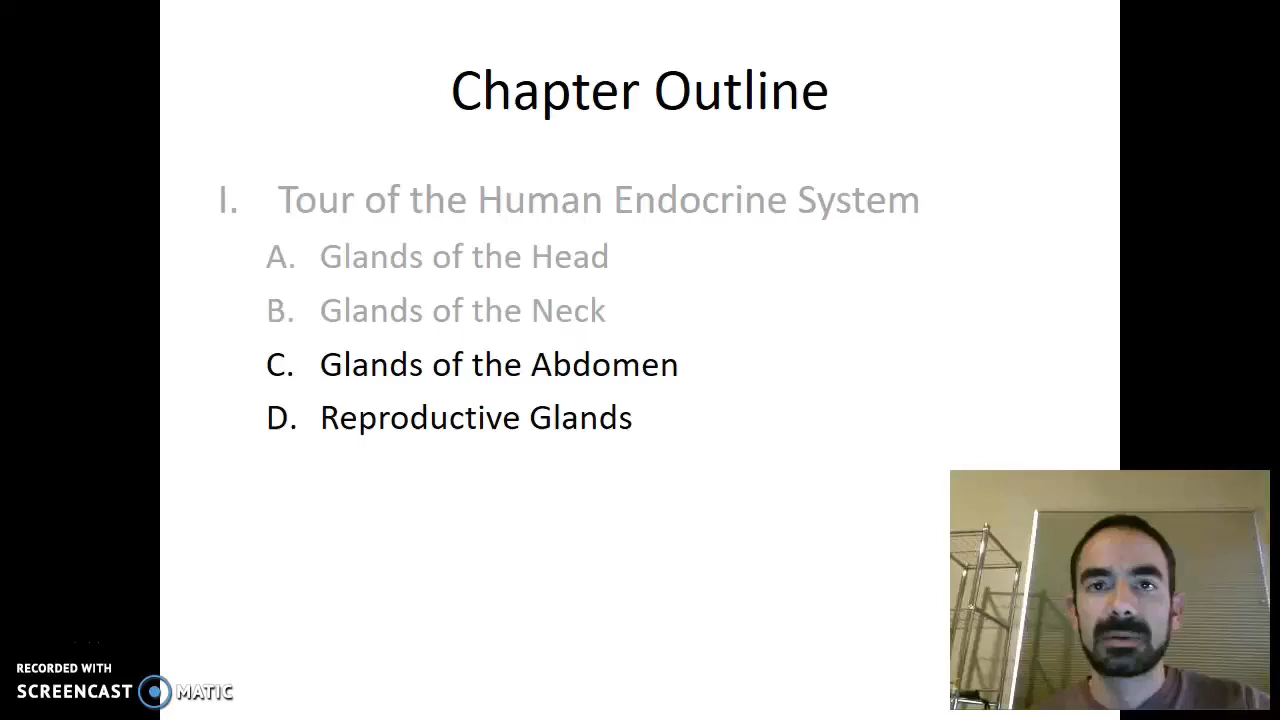 Chapter Outline
I. Tour of the Human Endocrine System
A. Glands of the Head
B. Glands of the Neck
C. Glands of the Abdomen
D. Reproductive Glands
RECORDED WITH
SCREENCAST MATIC